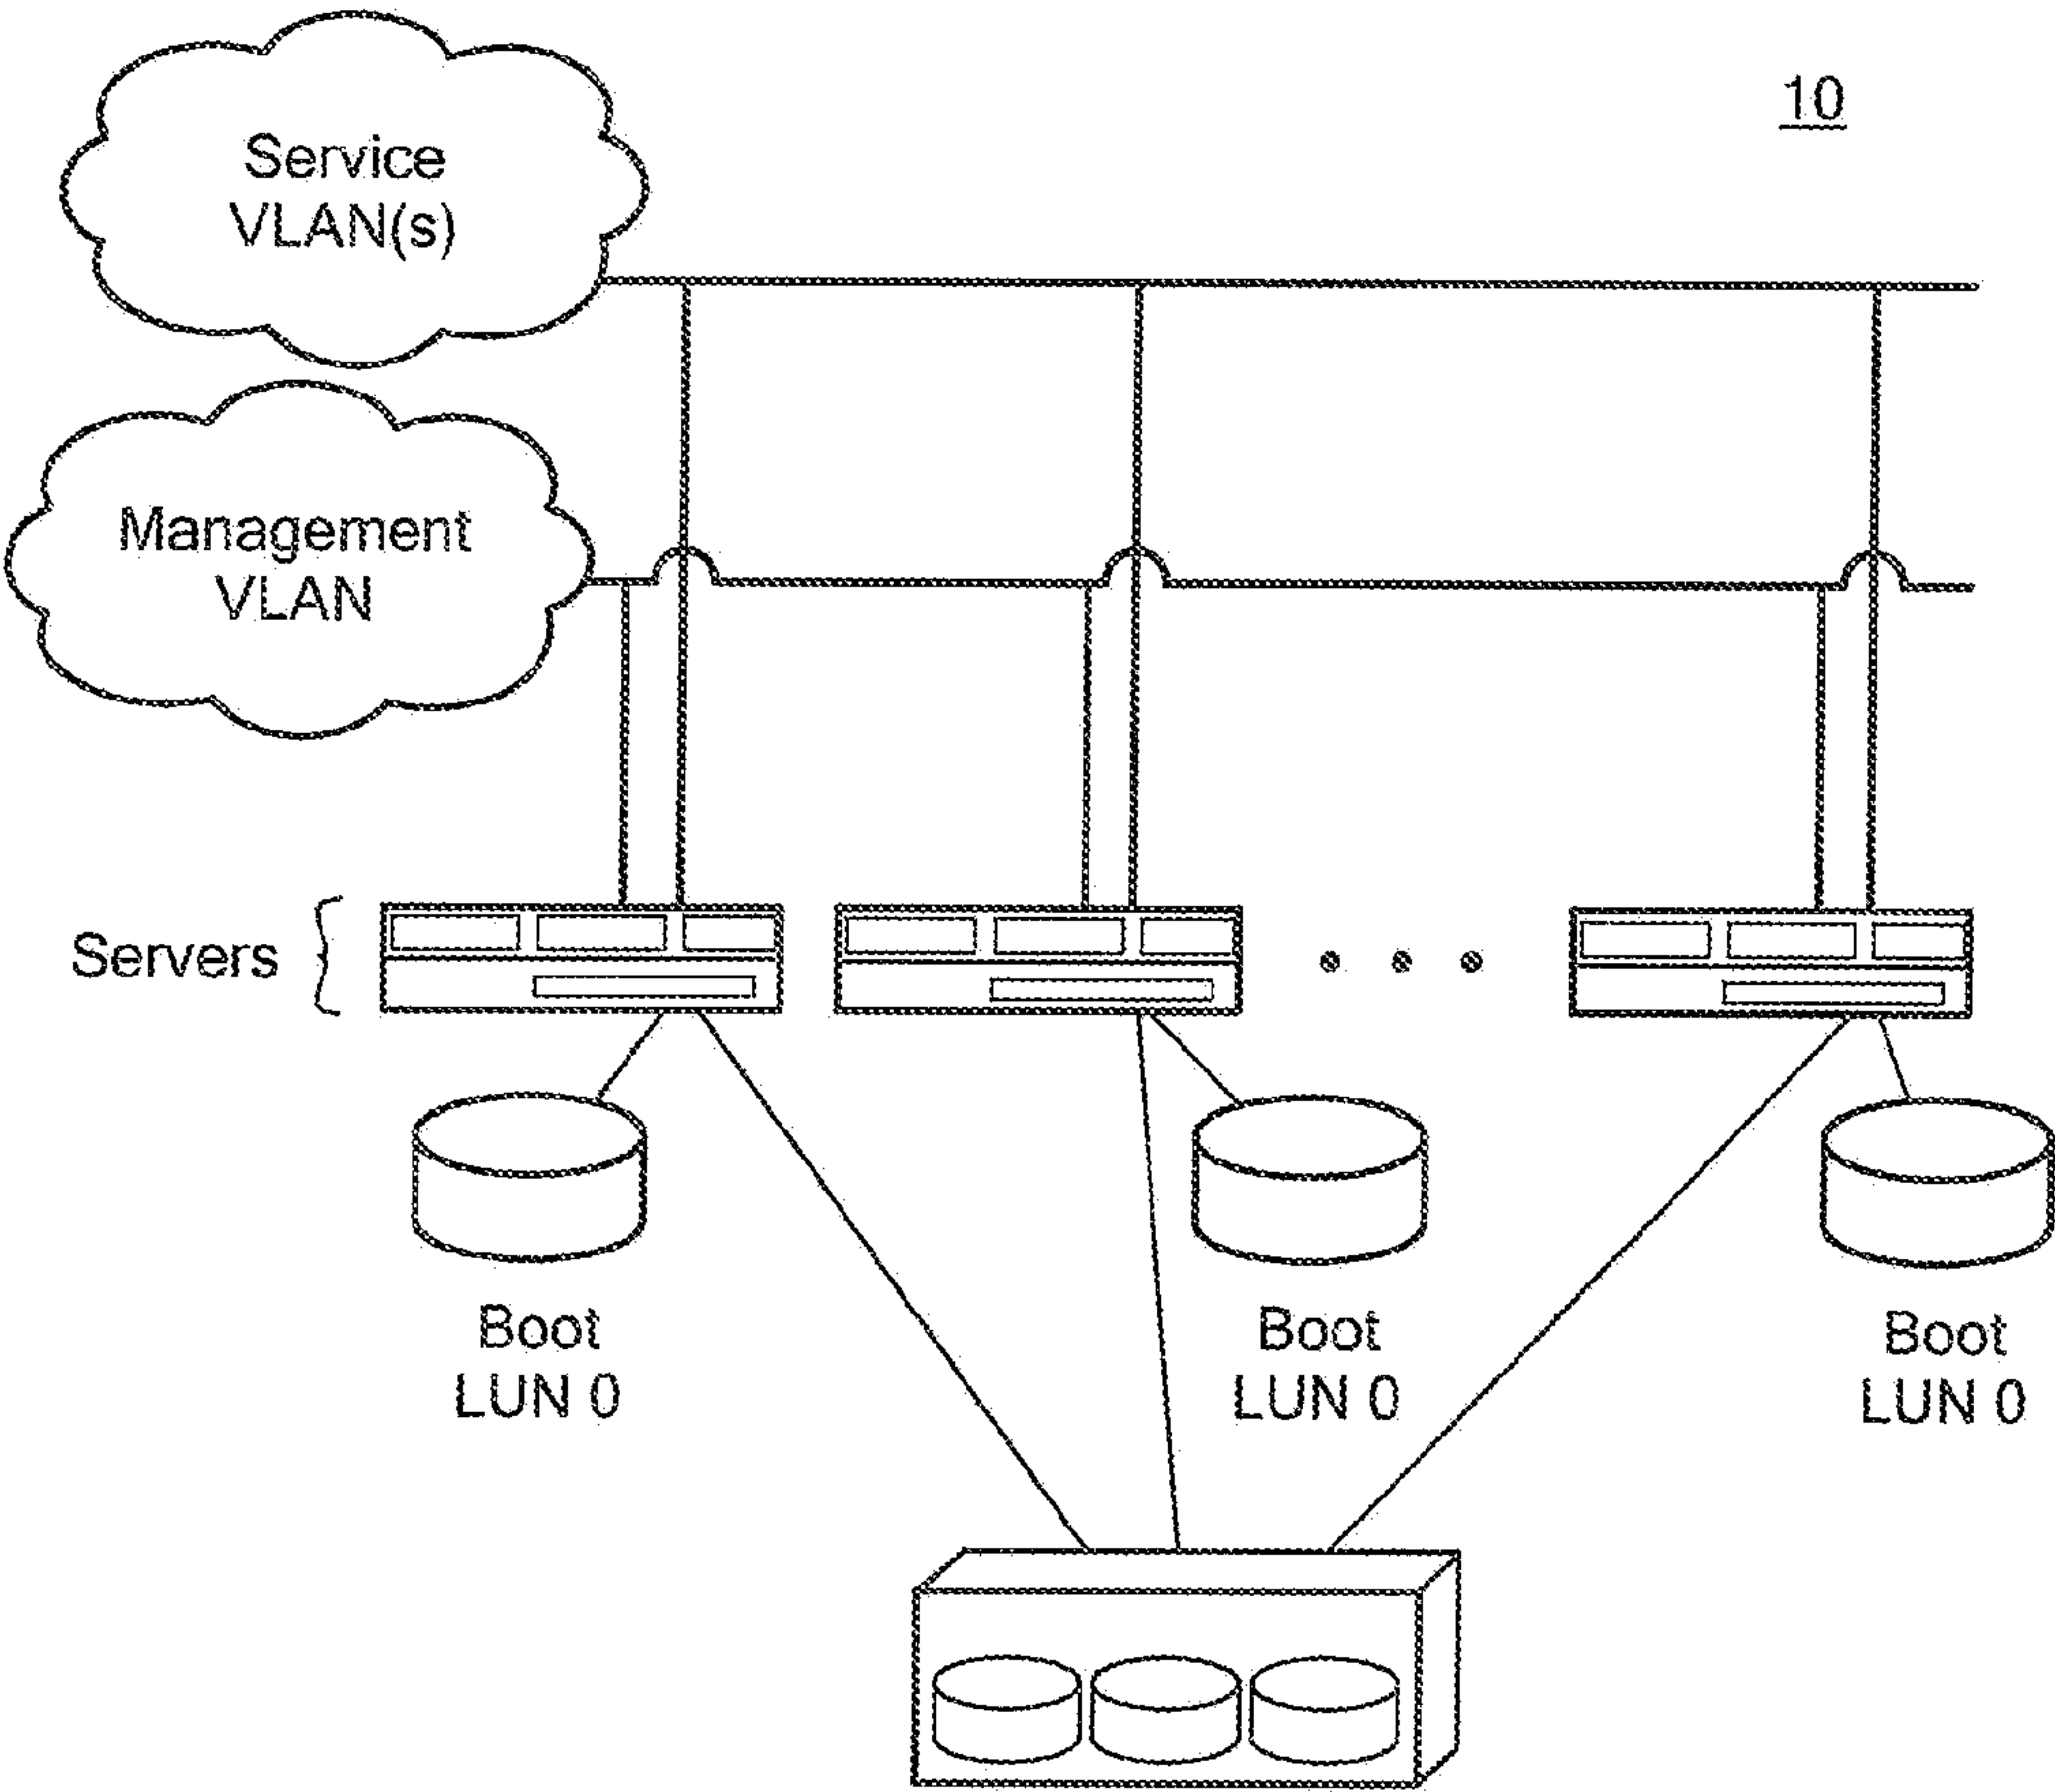 10
Service
VLAN(s)
Management
VLAN
Servers
Boot
LUN 0
Boot
LUN 0
Boot
LUN 0